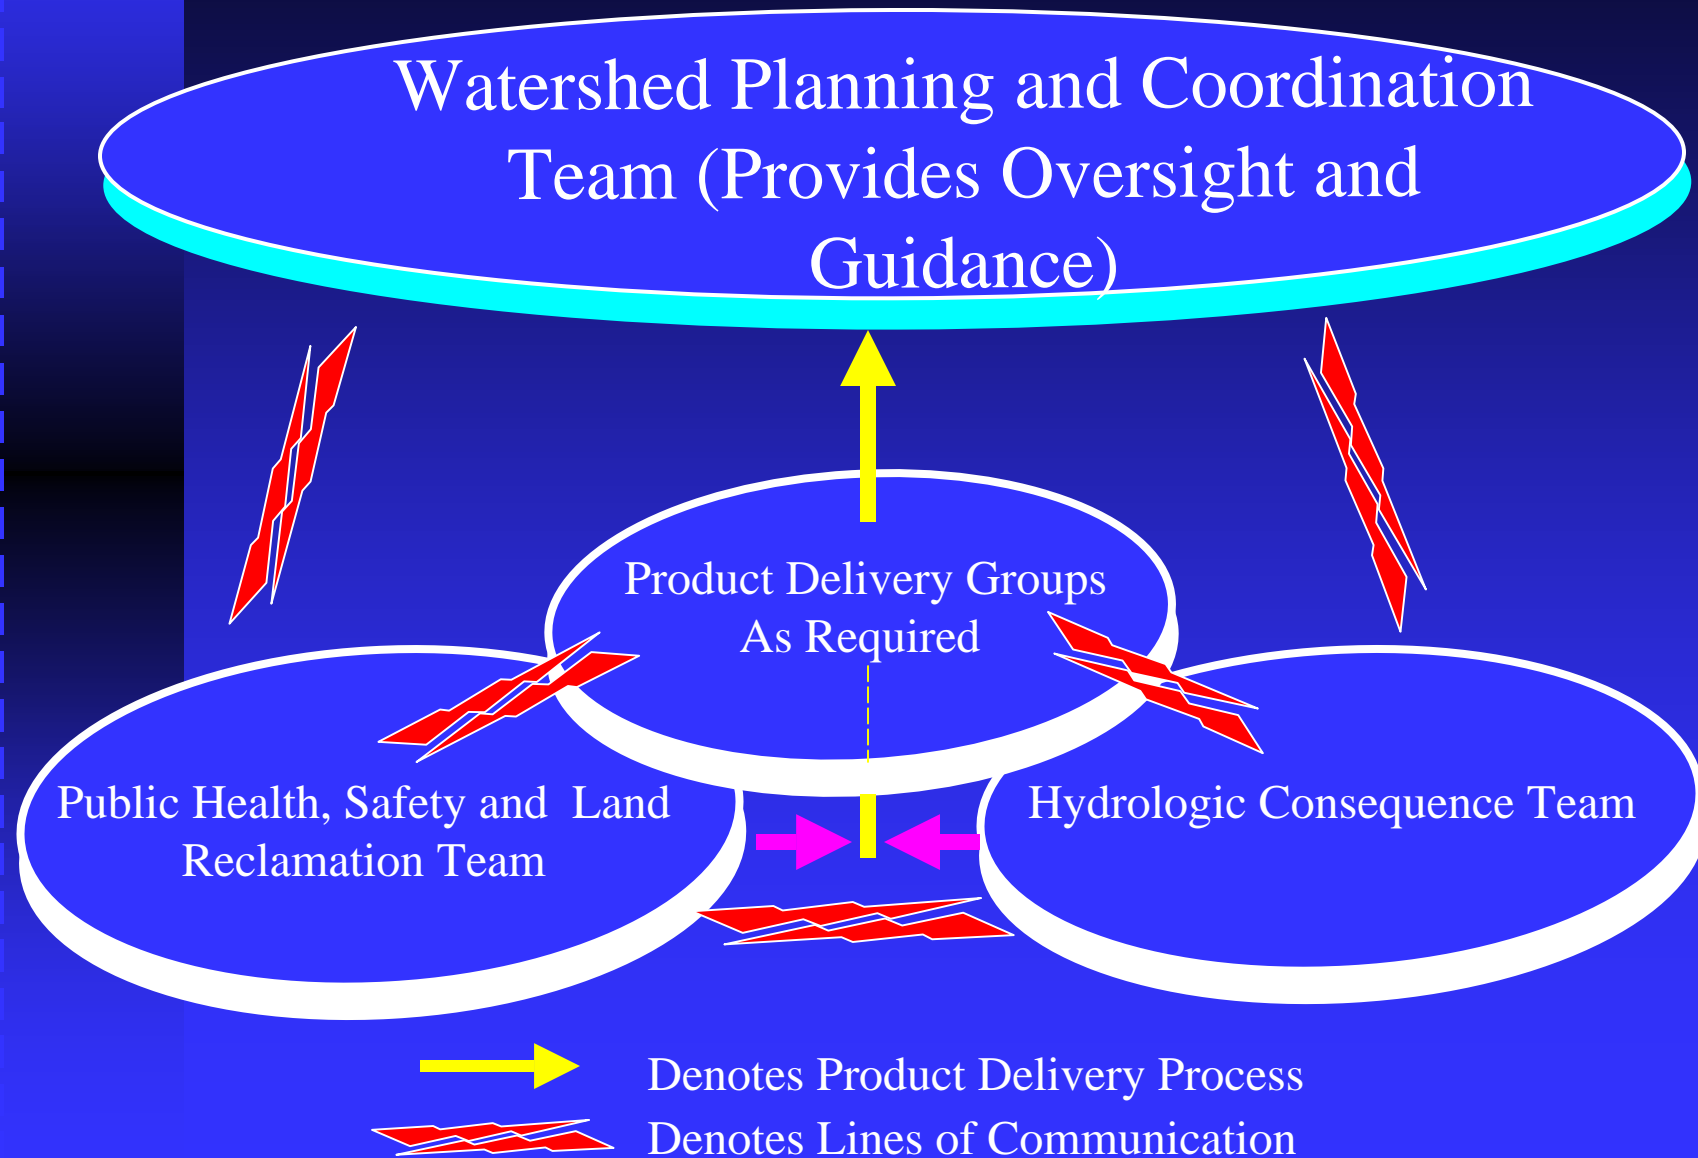 Watershed Planning and Coordination
Team (Provides Oversight and
Guidance)
Product Delivery Groups
As Required
Public Health, Safety and  Land
Reclamation Team
Hydrologic Consequence Team
Denotes Product Delivery Process
Denotes Lines of Communication